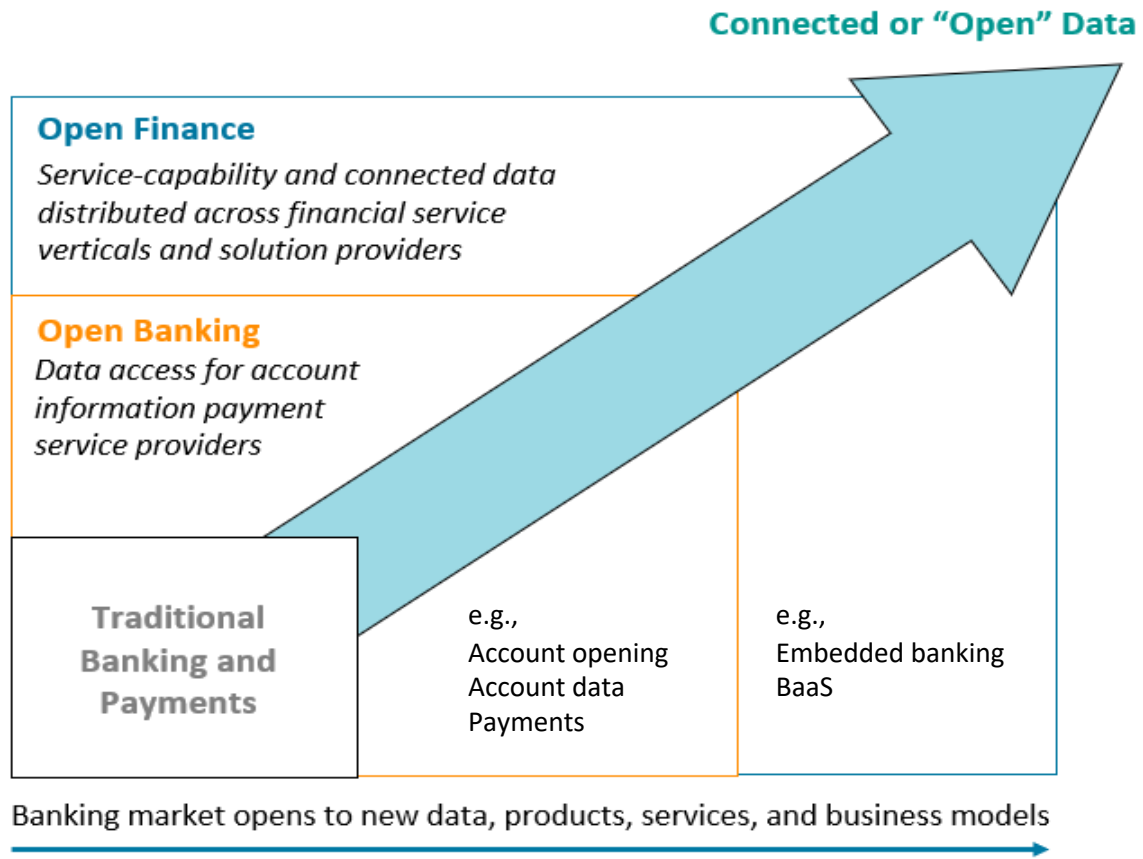 Connected or “Open” Data
Open Finance
Service-capability and connected data
distributed across financial service
verticals and solution providers
Open Banking
Data access for account
information payment
service providers
Traditional
Banking and
Payments
e.g.,
Account opening
Account data
Payments
e.g.,
Embedded banking
BaaS
Banking market opens to new data, products, services, and business models